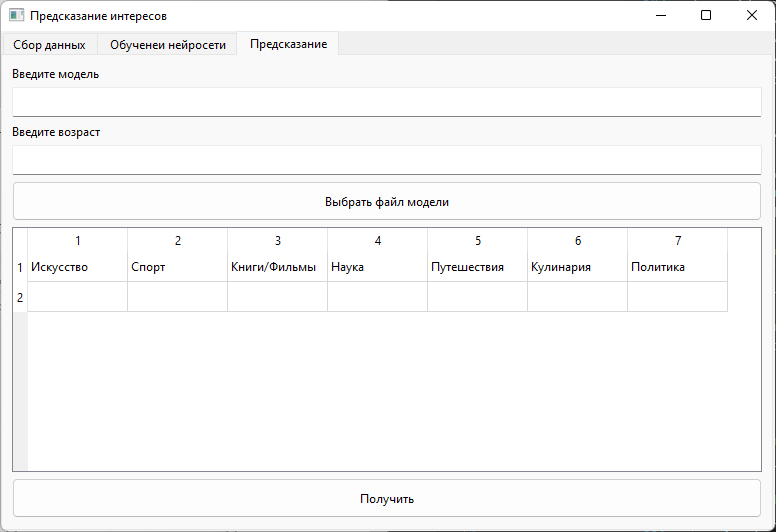 Предсказание интересов
Сбор данных Обученеи нейросети Предсказание
Введите модель
Введите возраст
Выбрать файл модели
1 2 3 4 5 6 7
1 Искусство Спорт Книги/Фильмы Наука Путешествия Кулинария Политика
2
Получить